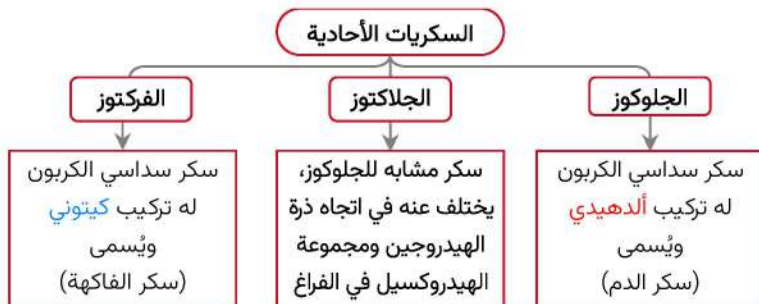 السكريات الأحادية
الجلوكوز
الجلاكتوز
الفركتوز
سكر سداسي الكربون
له تركيب ألدهيدي
ويُسمى
(سكر الدم)
سكر مشابه للجلوكوز،
يختلف عنه في اتجاه ذرة
الهيدروجين ومجموعة
الهيدروكسيل في الفراغ
سكر سداسي الكربون
له تركيب كيتوني
ويُسمى
(سكر الفاكهة)